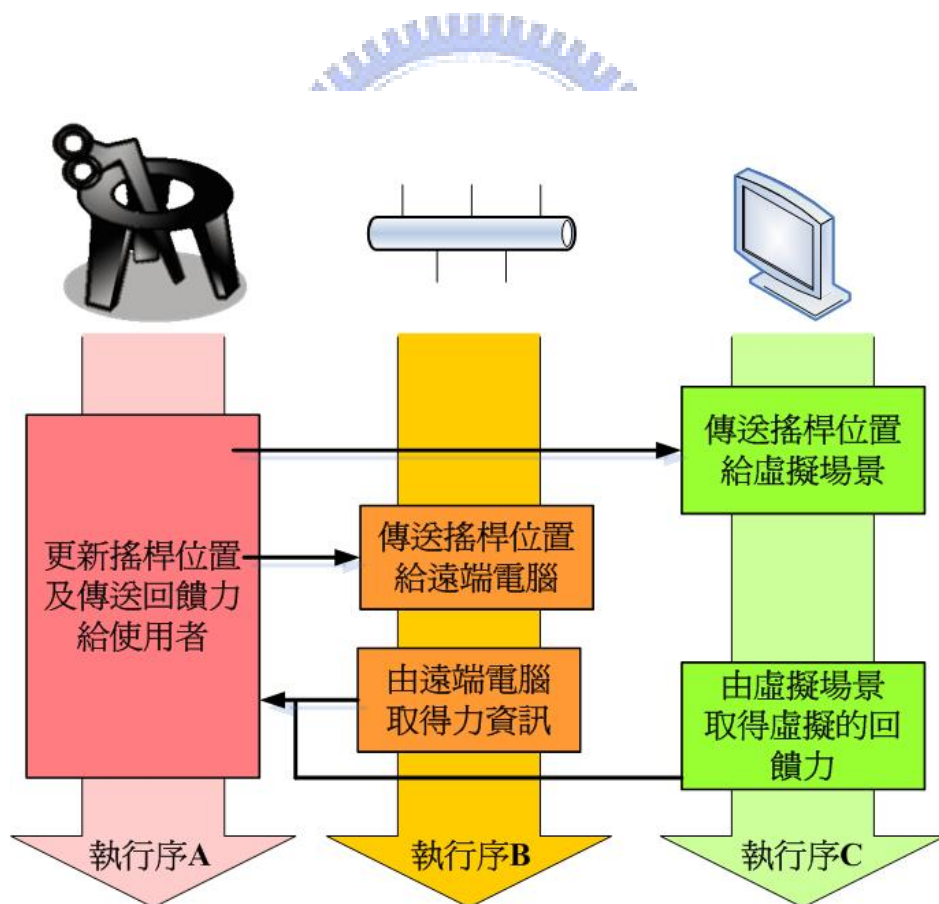 傳送搖桿位置
給虛擬場景
更新搖桿位置
及傳送回饋力
給使用者
傳送搖桿位置
給遠端電腦
由遠端電腦
取得力資訊
由虛擬場景
取得虛擬的回
饋力
執行序A
執行序B
執行序C